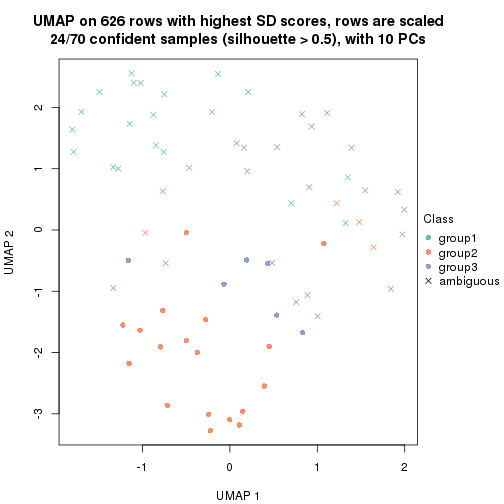 UMAP on 626 rows with highest SD scores, rows are scaled
24/70 confident samples (silhouette > 0.5), with 10 PCs
2
1
0
-1
-2
-3
UMAP 2
-1
0
1
2
UMAP 1
Class
group1
group2
group3
ambiguous